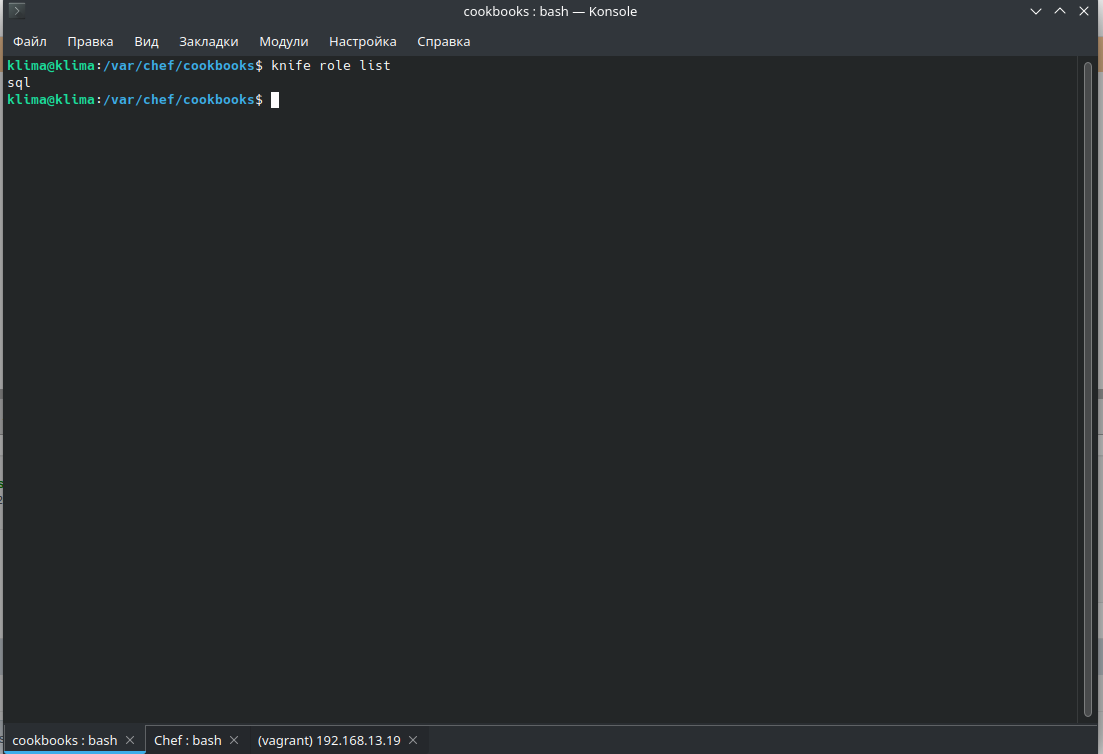 cookbooks : bash — Konsole
Файл Правка Вид Закладки Модули Настройка Справка
klima@klima:/var/chef/cookbooks$ knife role list
sql
klima@klima:/var/chef/cookbooks$
cookbooks : bash Chef : bash (vagrant) 192.168.13.19